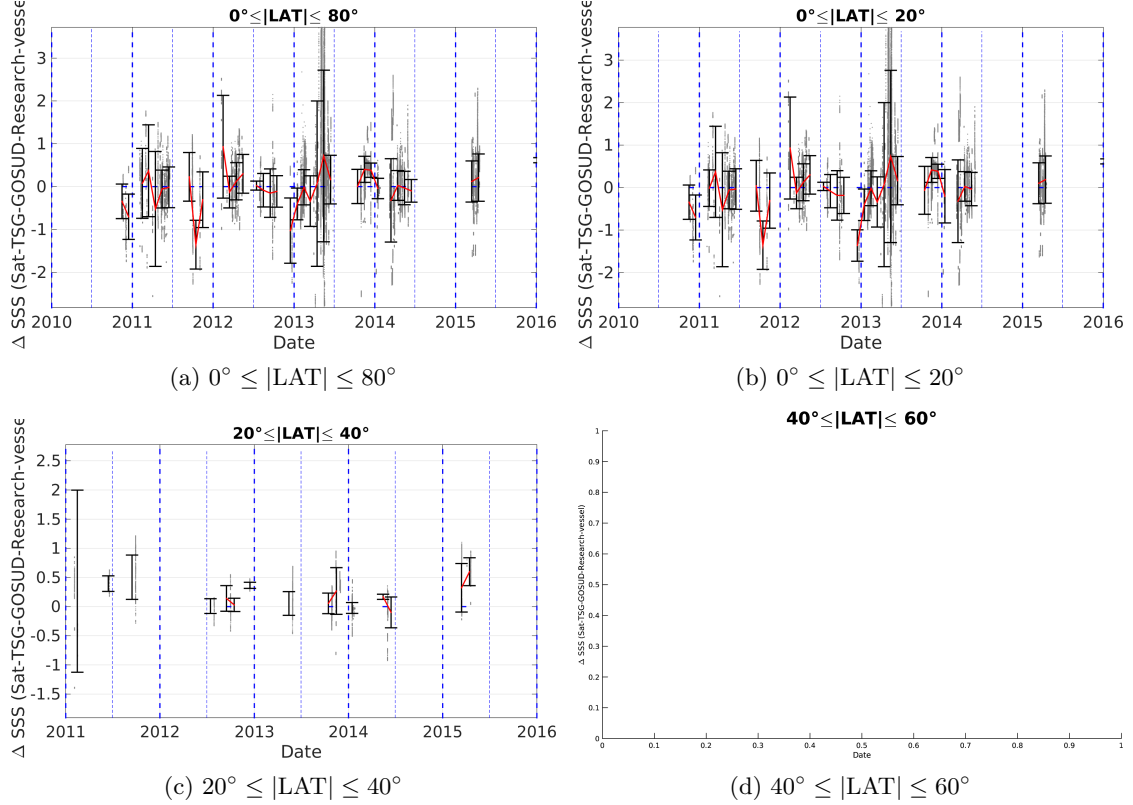 0°≤|LAT|≤ 80°
Δ SSS (Sat-TSG-GOSUD-Research-vesse
3
2
1
0
-1
-2
2010 2011 2012 2013 2014 2015 2016
Date
(a) 0° ≤ |LAT| ≤ 80°
0°≤|LAT|≤ 20°
Δ SSS (Sat-TSG-GOSUD-Research-vesse
3
2
1
0
-1
-2
2010 2011 2012 2013 2014 2015 2016
Date
(b) 0° ≤ |LAT| ≤ 20°
20°≤|LAT|≤ 40°
Δ SSS (Sat-TSG-GOSUD-Research-vesse
2.5
2
1.5
1
0.5
0
-0.5
-1
-1.5
2011 2012 2013 2014 2015 2016
Date
(c) 20° ≤ |LAT| ≤ 40°
40°≤|LAT|≤ 60°
Δ SSS (Sat-TSG-GOSUD-Research-vessel)
1
0.9
0.8
0.7
0.6
0.5
0.4
0.3
0.2
0.1
0
0 0.1 0.2 0.3 0.4 0.5 0.6 0.7 0.8 0.9 1
Date
(d) 40° ≤ |LAT| ≤ 60°